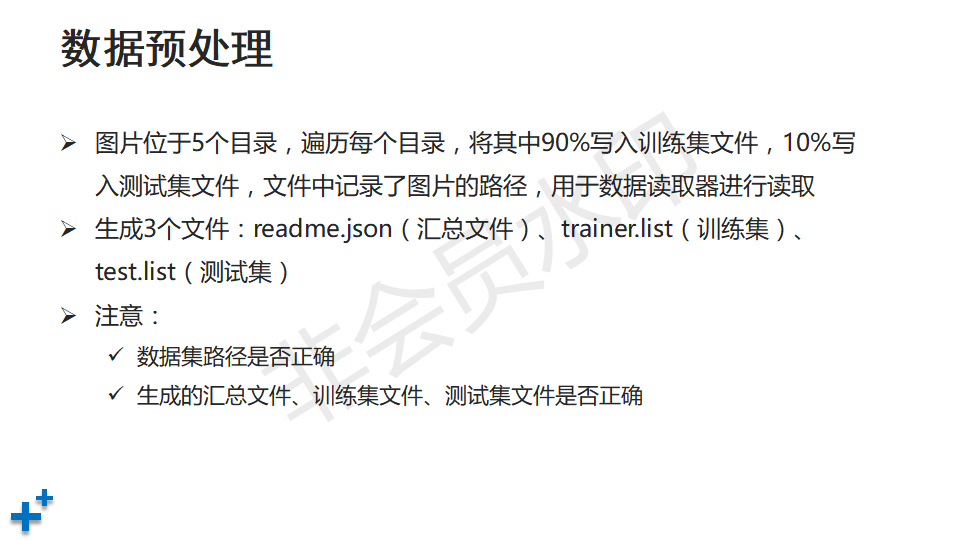 数据预处理
➢ 图片位于5个目录，遍历每个目录，将其中90%写入训练集文件，10%写
入测试集文件，文件中记录了图片的路径，用于数据读取器进行读取
➢ 生成3个文件：readme.json（汇总文件）、trainer.list（训练集）、
test.list（测试集）
➢ 注意：
✓ 数据集路径是否正确
✓ 生成的汇总文件、训练集文件、测试集文件是否正确
非会员水印